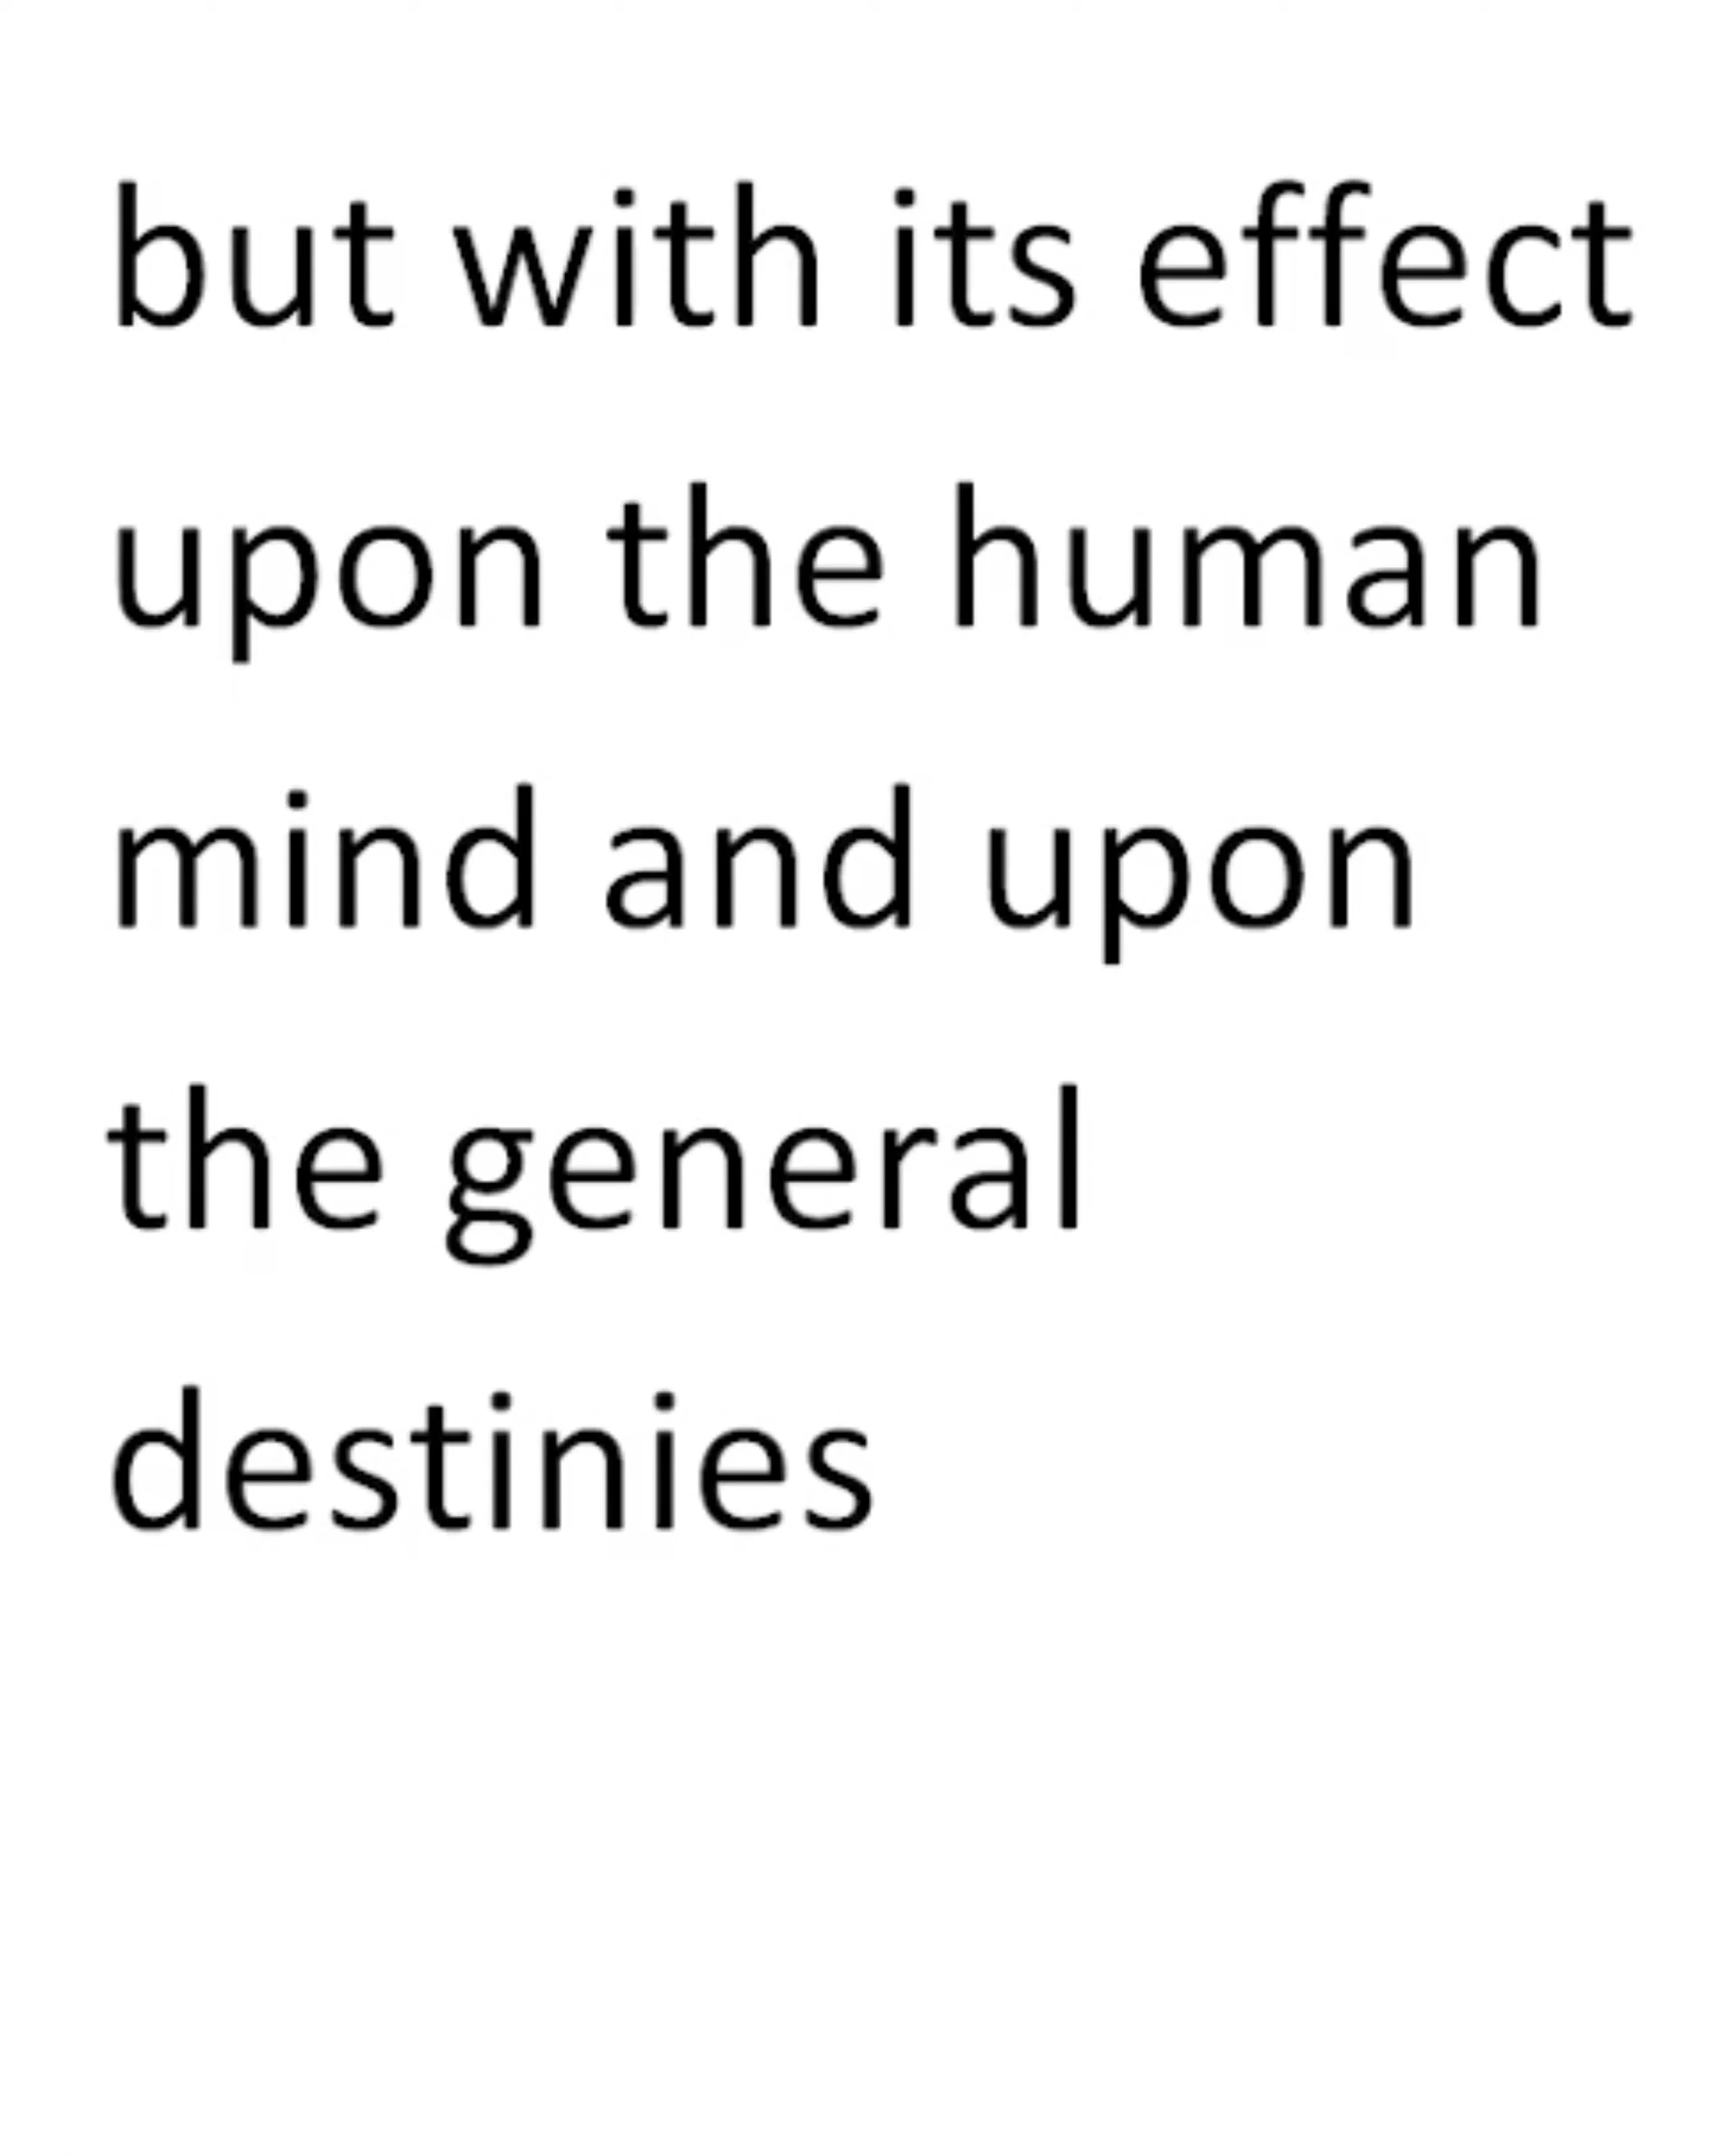 but with its effect
upon the human
mind and upon
the general
destinies